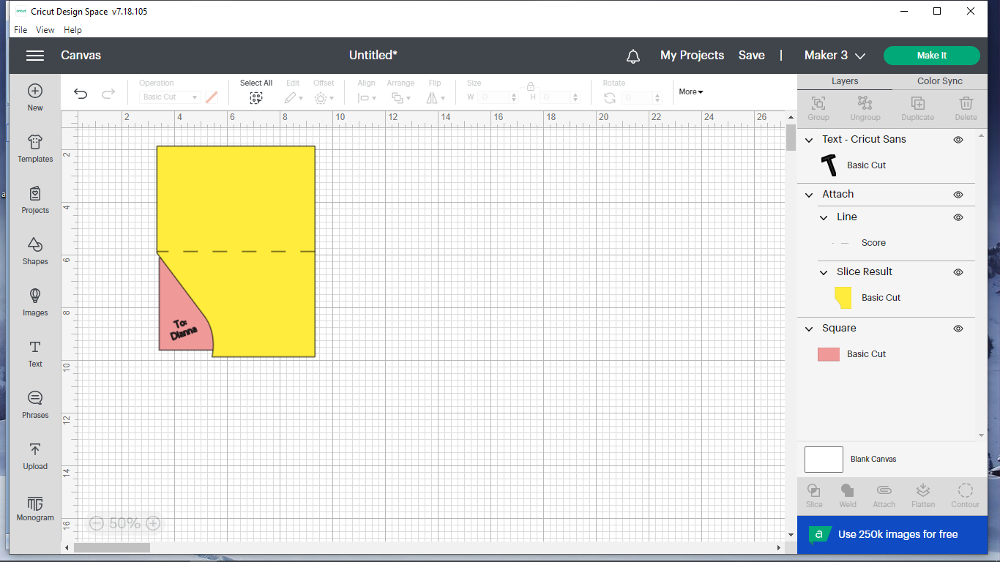 cricut Cricut Design Space v7.18.105
File View Help
Canvas Untitled* My Projects Save | Maker 3 Make It
New
Templates
Projects
Shapes
Images
Text
Phrases
Upload
Monogram
Operation
Basic Cut
Select All
Edit
Offset
Align
Arrange
Flip
Size
W 0 H 0
Rotate
0
More
2 4 6 8 10 12 14 16 18 20 22 24 26
2
4
6
8
10
12
14
16
To:
Dianna
50%
Layers Color Sync
Group Ungroup Duplicate Delete
Text - Cricut Sans
T Basic Cut
Attach
Line
Score
Slice Result
Basic Cut
Square
Basic Cut
Blank Canvas
Slice Weld Attach Flatten Contour
a Use 250k images for free